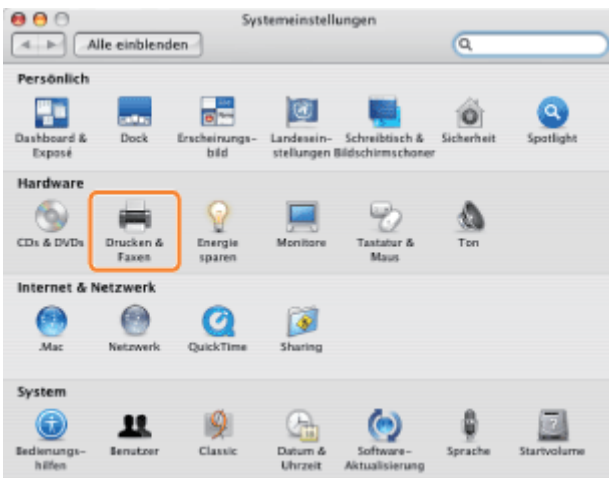 Systemeinstellungen
Alle einblenden
Persönlich
Dashboard & Exposé
Dock
Erscheinungs-
bild
Landesein-
stellungen
Schreibtisch &
Bildschirmschoner
Sicherheit
Spotlight
Hardware
CDs & DVDs
Drucken &
Faxen
Energie
sparen
Monitore
Tastatur &
Maus
Ton
Internet & Netzwerk
.Mac
Netzwerk
QuickTime
Sharing
System
Bedienungs-
hilfen
Benutzer
Classic
Datum &
Uhrzeit
Software-
Aktualisierung
Sprache
Startvolume